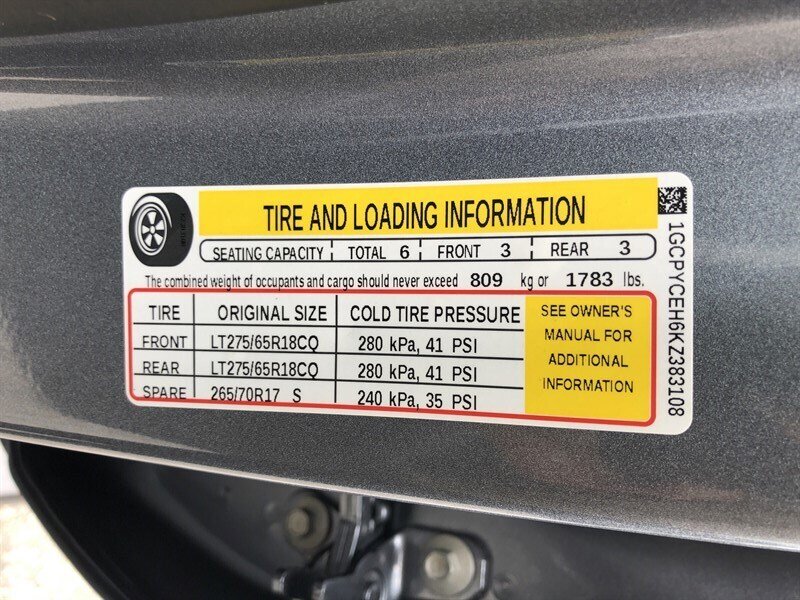 TIRE AND LOADING INFORMATION
SEATING CAPACITY TOTAL 6 FRONT 3 REAR 3
The combined weight of occupants and cargo should never exceed 809 kg or 1783 lbs.
TIRE ORIGINAL SIZE COLD TIRE PRESSURE
FRONT LT275/65R18CQ 280 kPa, 41 PSI
REAR LT275/65R18CQ 280 kPa, 41 PSI
SPARE 265/70R17 S 240 kPa, 35 PSI
SEE OWNER'S
MANUAL FOR
ADDITIONAL
INFORMATION
1GCPYCEH6KZ383108